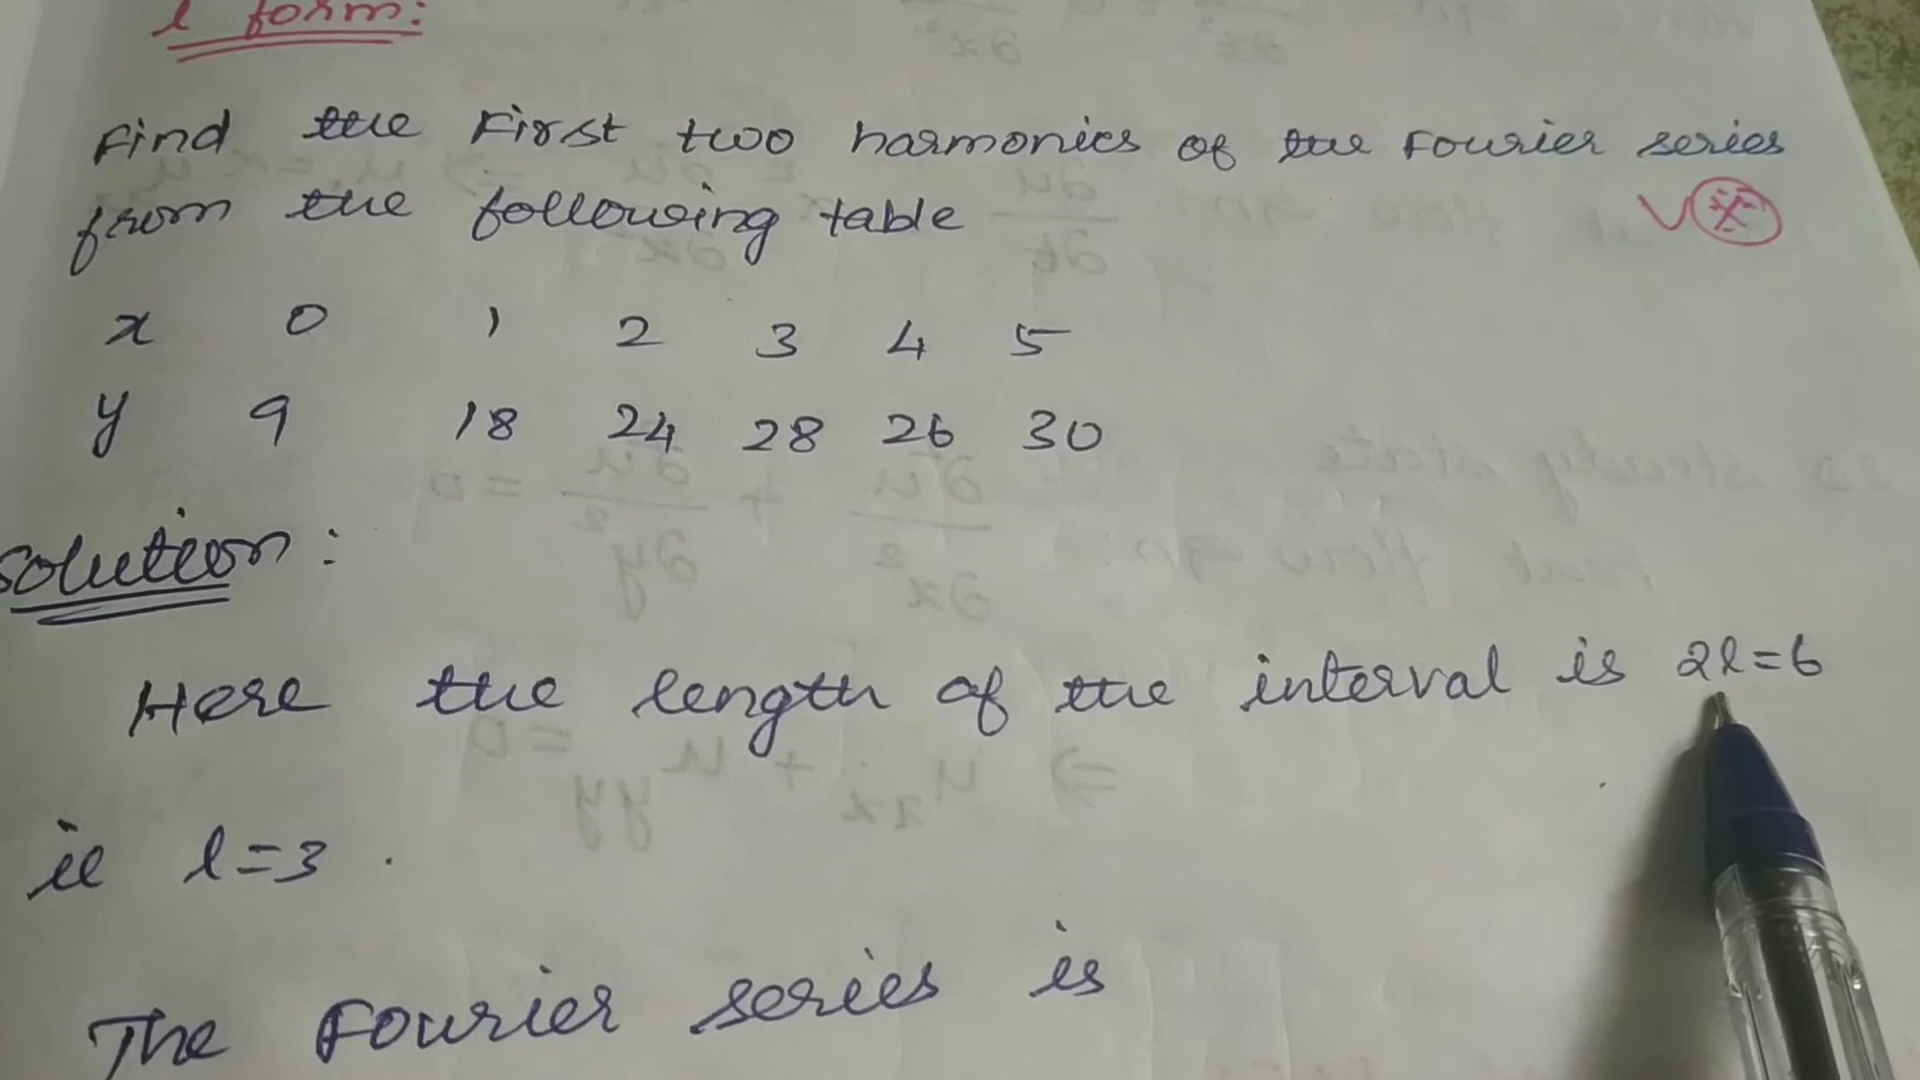 l form:
Find the First two harmonics of the Fourier series
from the following table
x 0 1 2 3 4 5
y 9 18 24 28 26 30
solution:
Here the length of the interval is 2l=6
ie l=3.
The Fourier series is